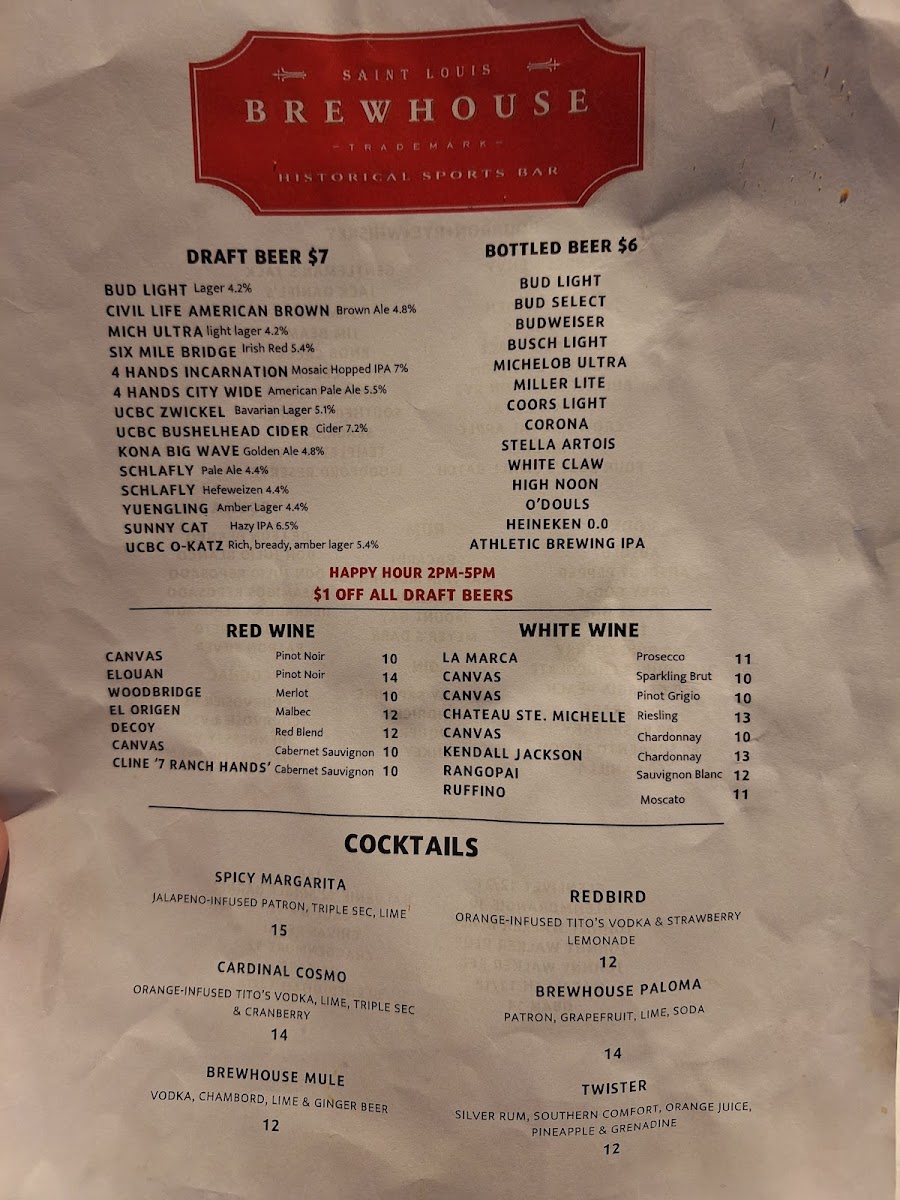 SAINT LOUIS
BREWHOUSE
-TRADEMARK-
HISTORICAL SPORTS BAR
DRAFT BEER $7
BUD LIGHT Lager 4.2%
CIVIL LIFE AMERICAN BROWN Brown Ale 4.8%
MICH ULTRA light lager 4.2%
SIX MILE BRIDGE Irish Red 5.4%
4 HANDS INCARNATION Mosaic Hopped IPA 7%
4 HANDS CITY WIDE American Pale Ale 5.5%
UCBC ZWICKEL Bavarian Lager 5.1%
UCBC BUSHELHEAD CIDER Cider 7.2%
KONA BIG WAVE Golden Ale 4.8%
SCHLAFLY Pale Ale 4.4%
SCHLAFLY Hefeweizen 4.4%
YUENGLING Amber Lager 4.4%
SUNNY CAT Hazy IPA 6.5%
UCBC O-KATZ Rich, bready, amber lager 5.4%
BOTTLED BEER $6
BUD LIGHT
BUD SELECT
BUDWEISER
BUSCH LIGHT
MICHELOB ULTRA
MILLER LITE
COORS LIGHT
CORONA
STELLA ARTOIS
WHITE CLAW
HIGH NOON
O'DOULS
HEINEKEN 0.0
ATHLETIC BREWING IPA
HAPPY HOUR 2PM-5PM
$1 OFF ALL DRAFT BEERS
RED WINE
CANVAS Pinot Noir 10
ELOUAN Pinot Noir 14
WOODBRIDGE Merlot 10
EL ORIGEN Malbec 12
DECOY Red Blend 12
CANVAS Cabernet Sauvignon 10
CLINE '7 RANCH HANDS' Cabernet Sauvignon 10
WHITE WINE
LA MARCA Prosecco 11
CANVAS Sparkling Brut 10
CANVAS Pinot Grigio 10
CHATEAU STE. MICHELLE Riesling 13
CANVAS Chardonnay 10
KENDALL JACKSON Chardonnay 13
RANGOPAI Sauvignon Blanc 12
RUFFINO Moscato 11
COCKTAILS
SPICY MARGARITA
JALAPENO-INFUSED PATRON, TRIPLE SEC, LIME
15
CARDINAL COSMO
ORANGE-INFUSED TITO'S VODKA, LIME, TRIPLE SEC
& CRANBERRY
14
BREWHOUSE MULE
VODKA, CHAMBORD, LIME & GINGER BEER
12
REDBIRD
ORANGE-INFUSED TITO'S VODKA & STRAWBERRY
LEMONADE
12
BREWHOUSE PALOMA
PATRON, GRAPEFRUIT, LIME, SODA
14
TWISTER
SILVER RUM, SOUTHERN COMFORT, ORANGE JUICE,
PINEAPPLE & GRENADINE
12